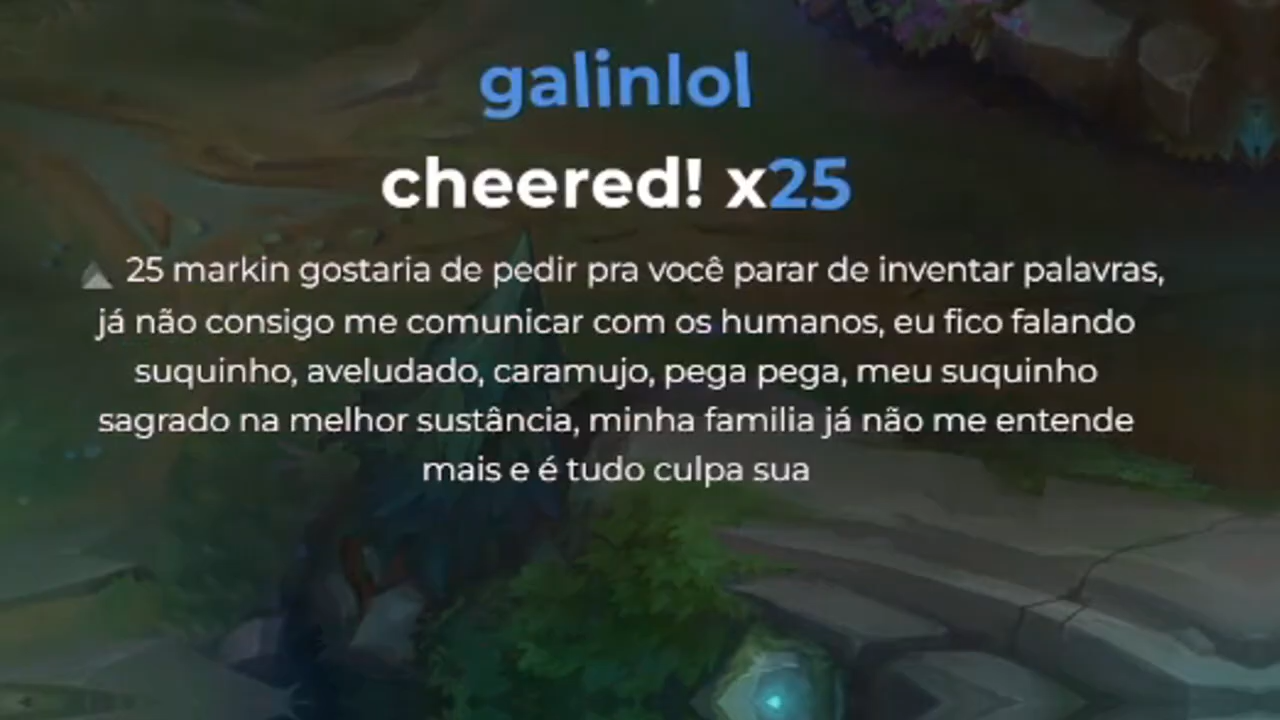 galinlol
cheered! x25
25 markin gostaria de pedir pra você parar de inventar palavras,
já não consigo me comunicar com os humanos, eu fico falando
suquinho, aveludado, caramujo, pega pega, meu suquinho
sagrado na melhor sustância, minha familia já não me entende
mais e é tudo culpa sua